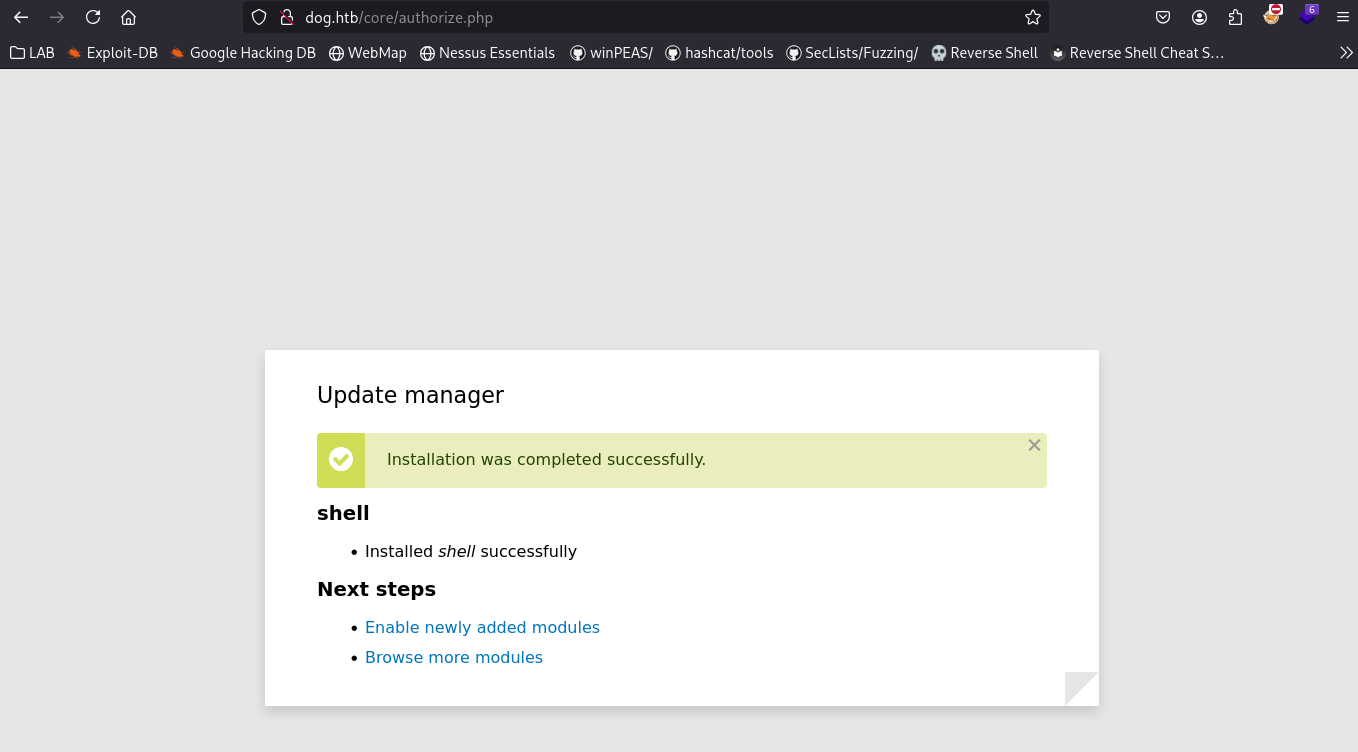 dog.htb/core/authorize.php
6
LAB Exploit-DB Google Hacking DB WebMap Nessus Essentials winPEAS/ hashcat/tools SecLists/Fuzzing/ Reverse Shell Reverse Shell Cheat S...
Update manager
Installation was completed successfully.
shell
• Installed shell successfully
Next steps
• Enable newly added modules
• Browse more modules